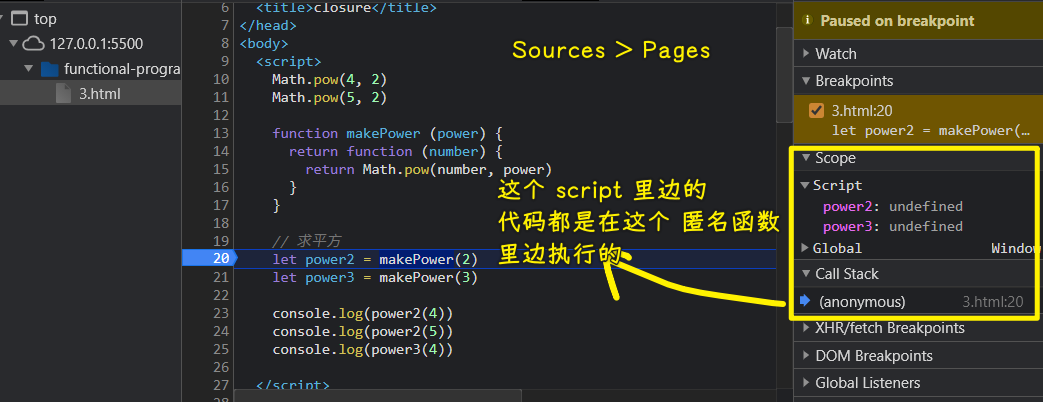 top
127.0.0.1:5500
functional-progra
3.html
6 <title>closure</title>
7 </head>
8 <body>
9 <script>
10 Math.pow(4, 2)
11 Math.pow(5, 2)
12
13 function makePower (power) {
14 return function (number) {
15 return Math.pow(number, power)
16 }
17 }
18
19 // 求平方
20 let power2 = makePower(2)
21 let power3 = makePower(3)
22
23 console.log(power2(4))
24 console.log(power2(5))
25 console.log(power3(4))
26
27 </script>
Sources > Pages
这个 script 里边的
代码都是在这个 匿名函数
里边执行的
Paused on breakpoint
Watch
Breakpoints
3.html:20
let power2 = makePower(…
Scope
Script
power2: undefined
power3: undefined
Global Window
Call Stack
(anonymous) 3.html:20
XHR/fetch Breakpoints
DOM Breakpoints
Global Listeners